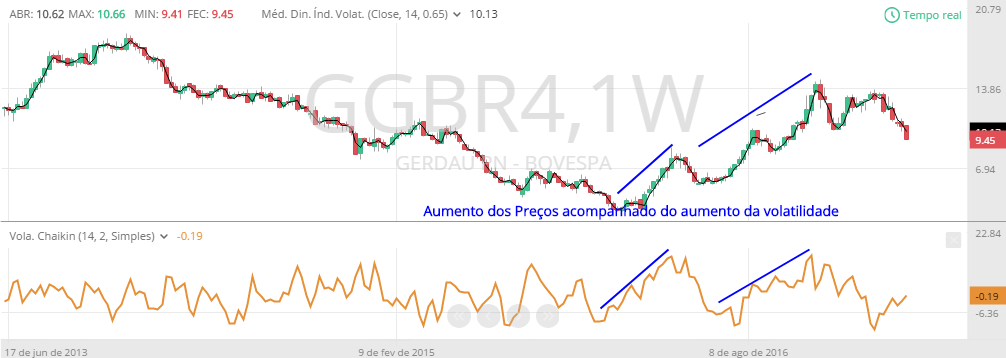 ABR: 10.62 MAX: 10.66 MIN: 9.41 FEC: 9.45 Méd. Din. Índ. Volat. (Close, 14, 0.65) 10.13
Tempo real
20.79
GGBR4,1W
GERDAU PN - BOVESPA
13.86
9.45
6.94
Aumento dos Preços acompanhado do aumento da volatilidade
Vola. Chaikin (14, 2, Simples) -0.19
22.84
-0.19
-6.36
17 de jun de 2013
9 de fev de 2015
8 de ago de 2016